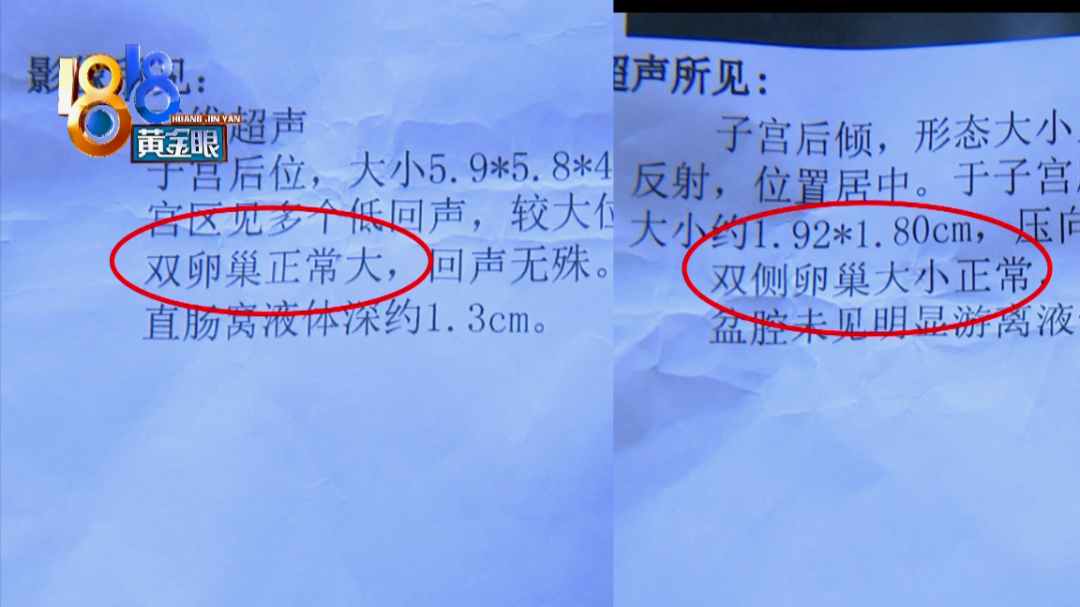 1818
HUANG JIN YAN
黄金眼
影像所见：
二维超声
子宫后位，大小5.9*5.8*4
宫区见多个低回声，较大位
双卵巢正常大，回声无殊。
直肠窝液体深约1.3cm。
超声所见：
子宫后倾，形态大小
反射，位置居中。于子宫
大小约1.92*1.80cm，压向
双侧卵巢大小正常，
盆腔未见明显游离液